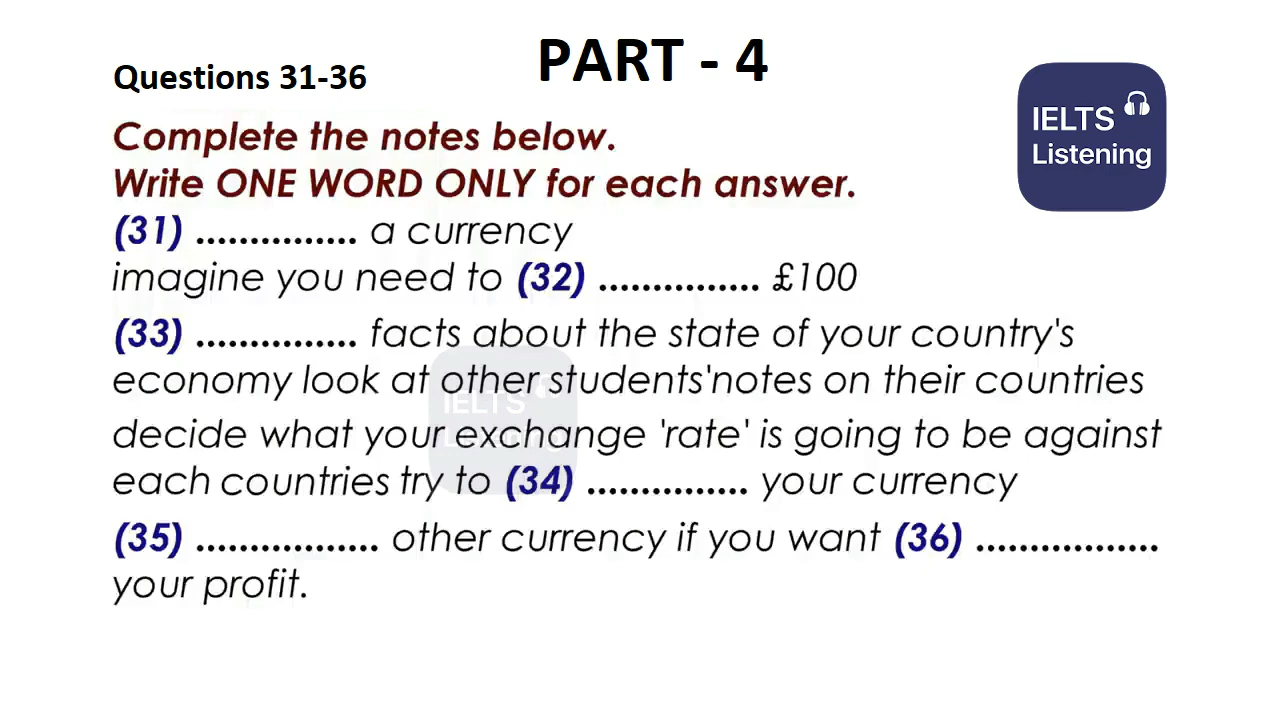 PART - 4
Questions 31-36
IELTS
Listening
Complete the notes below.
Write ONE WORD ONLY for each answer.
(31) ............... a currency
imagine you need to (32) ............... £100
(33) ............... facts about the state of your country's
economy look at other students'notes on their countries
decide what your exchange 'rate' is going to be against
each countries try to (34) ............... your currency
(35) ................. other currency if you want (36) .................
your profit.
IELTS
Listening